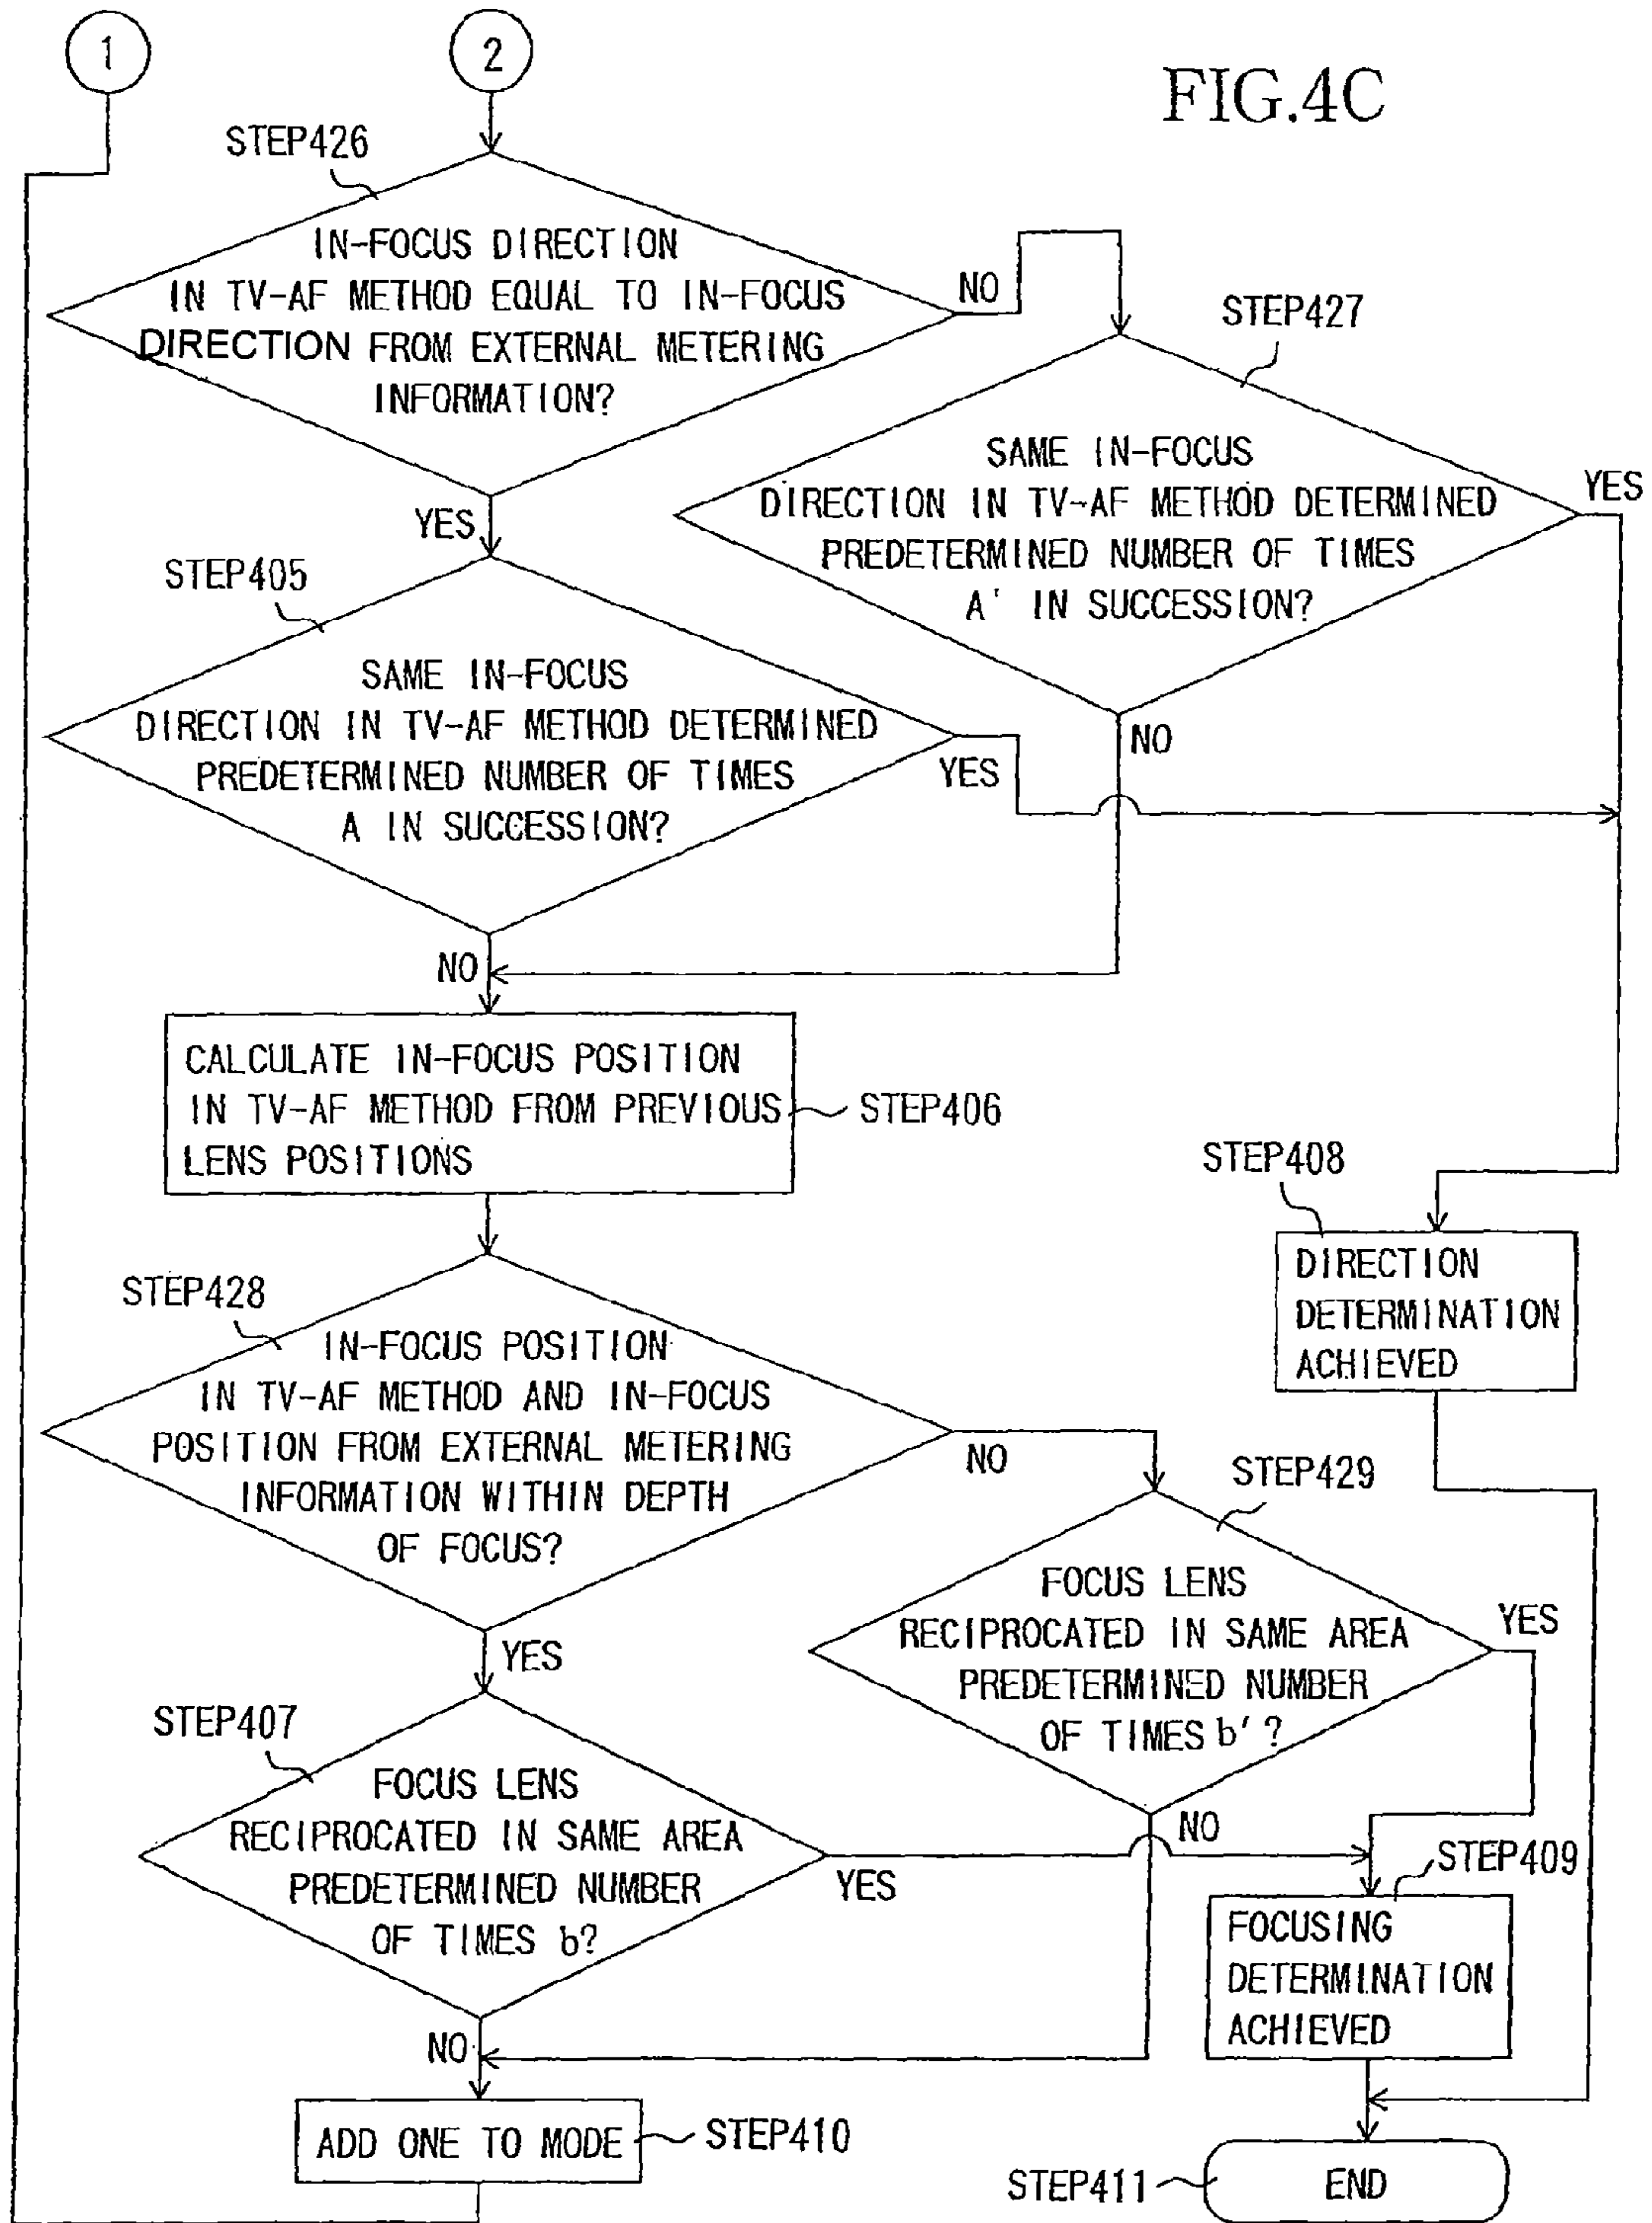 1
2
FIG.4C
STEP426
IN-FOCUS DIRECTION
IN TV-AF METHOD EQUAL TO IN-FOCUS
DIRECTION FROM EXTERNAL METERING
INFORMATION?
NO
STEP427
SAME IN-FOCUS
DIRECTION IN TV-AF METHOD DETERMINED
PREDETERMINED NUMBER OF TIMES
A' IN SUCCESSION?
YES
NO
YES
STEP405
SAME IN-FOCUS
DIRECTION IN TV-AF METHOD DETERMINED
PREDETERMINED NUMBER OF TIMES
A IN SUCCESSION?
YES
NO
CALCULATE IN-FOCUS POSITION
IN TV-AF METHOD FROM PREVIOUS
LENS POSITIONS
STEP406
STEP408
DIRECTION
DETERMINATION
ACHIEVED
STEP428
IN-FOCUS POSITION
IN TV-AF METHOD AND IN-FOCUS
POSITION FROM EXTERNAL METERING
INFORMATION WITHIN DEPTH
OF FOCUS?
NO
STEP429
FOCUS LENS
RECIPROCATED IN SAME AREA
PREDETERMINED NUMBER
OF TIMES b'?
YES
NO
YES
STEP407
FOCUS LENS
RECIPROCATED IN SAME AREA
PREDETERMINED NUMBER
OF TIMES b?
YES
NO
STEP409
FOCUSING
DETERMINATION
ACHIEVED
ADD ONE TO MODE
STEP410
STEP411
END